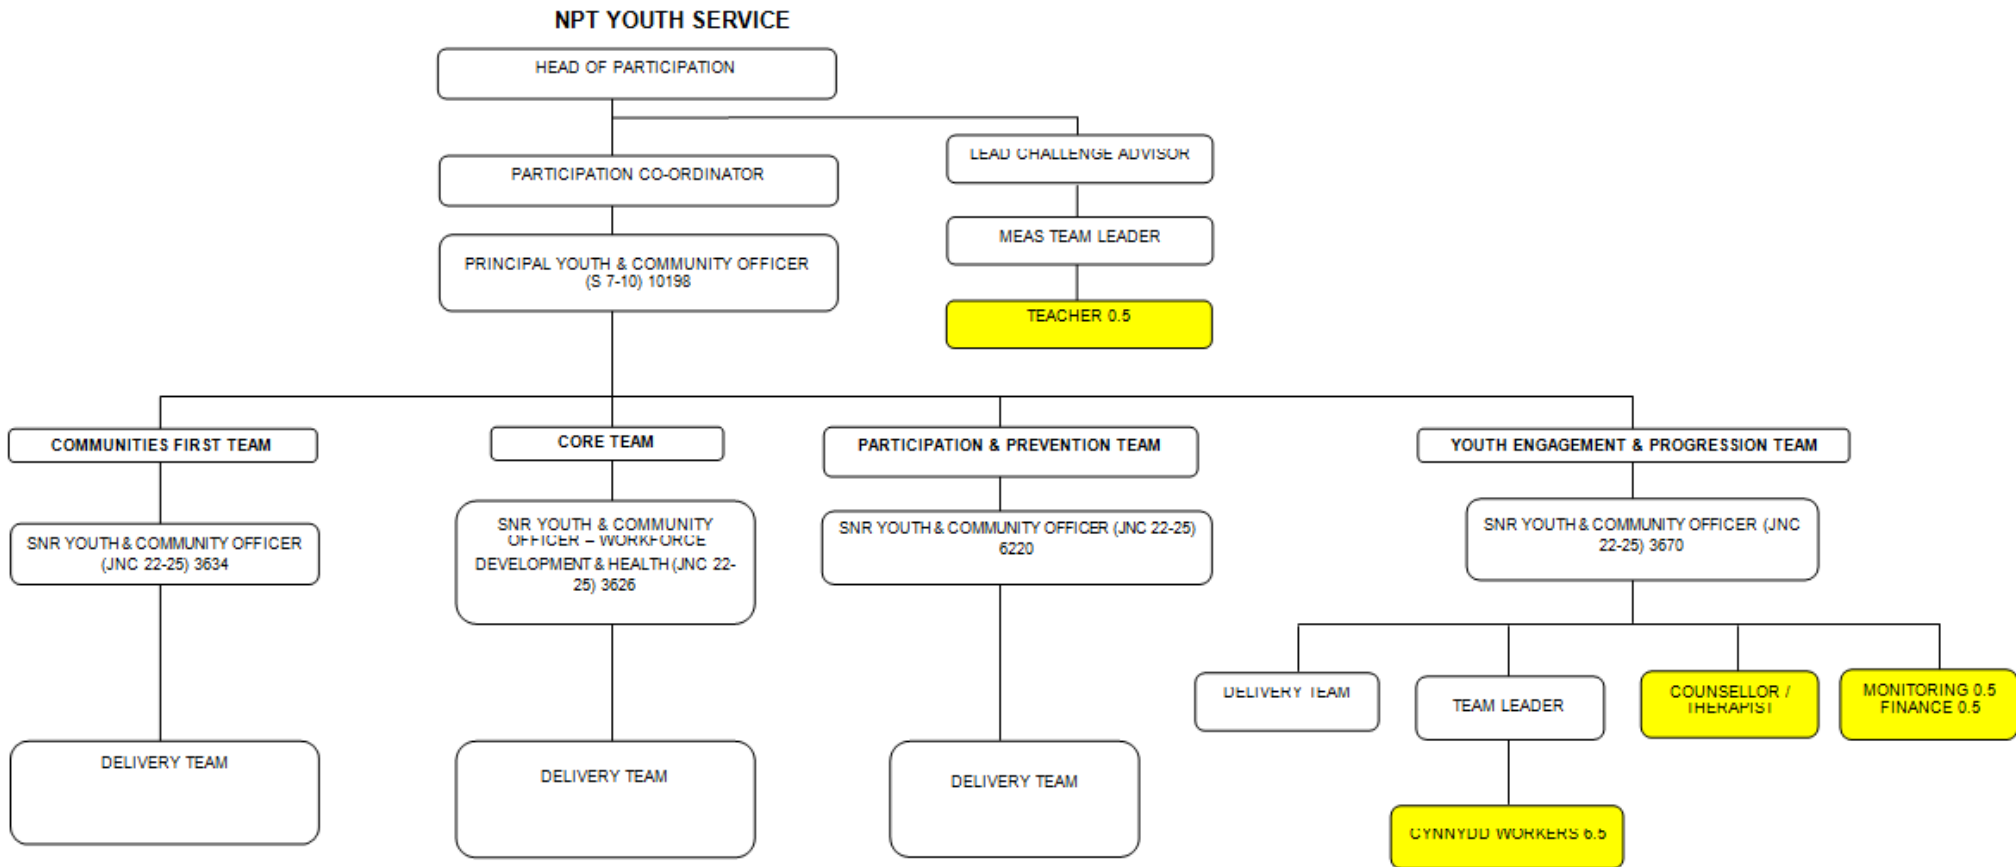 NPT YOUTH SERVICE
HEAD OF PARTICIPATION
LEAD CHALLENGE ADVISOR
PARTICIPATION CO-ORDINATOR
MEAS TEAM LEADER
PRINCIPAL YOUTH & COMMUNITY OFFICER
(S 7-10) 10198
TEACHER 0.5
COMMUNITIES FIRST TEAM
CORE TEAM
PARTICIPATION & PREVENTION TEAM
YOUTH ENGAGEMENT & PROGRESSION TEAM
SNR YOUTH & COMMUNITY OFFICER
(JNC 22-25) 3634
SNR YOUTH & COMMUNITY
OFFICER – WORKFORCE
DEVELOPMENT & HEALTH (JNC 22-
25) 3626
SNR YOUTH & COMMUNITY OFFICER (JNC 22-25)
6220
SNR YOUTH & COMMUNITY OFFICER (JNC
22-25) 3670
DELIVERY TEAM
TEAM LEADER
COUNSELLOR /
THERAPIST
MONITORING 0.5
FINANCE 0.5
DELIVERY TEAM
DELIVERY TEAM
DELIVERY TEAM
CYNNYDD WORKERS 6.5